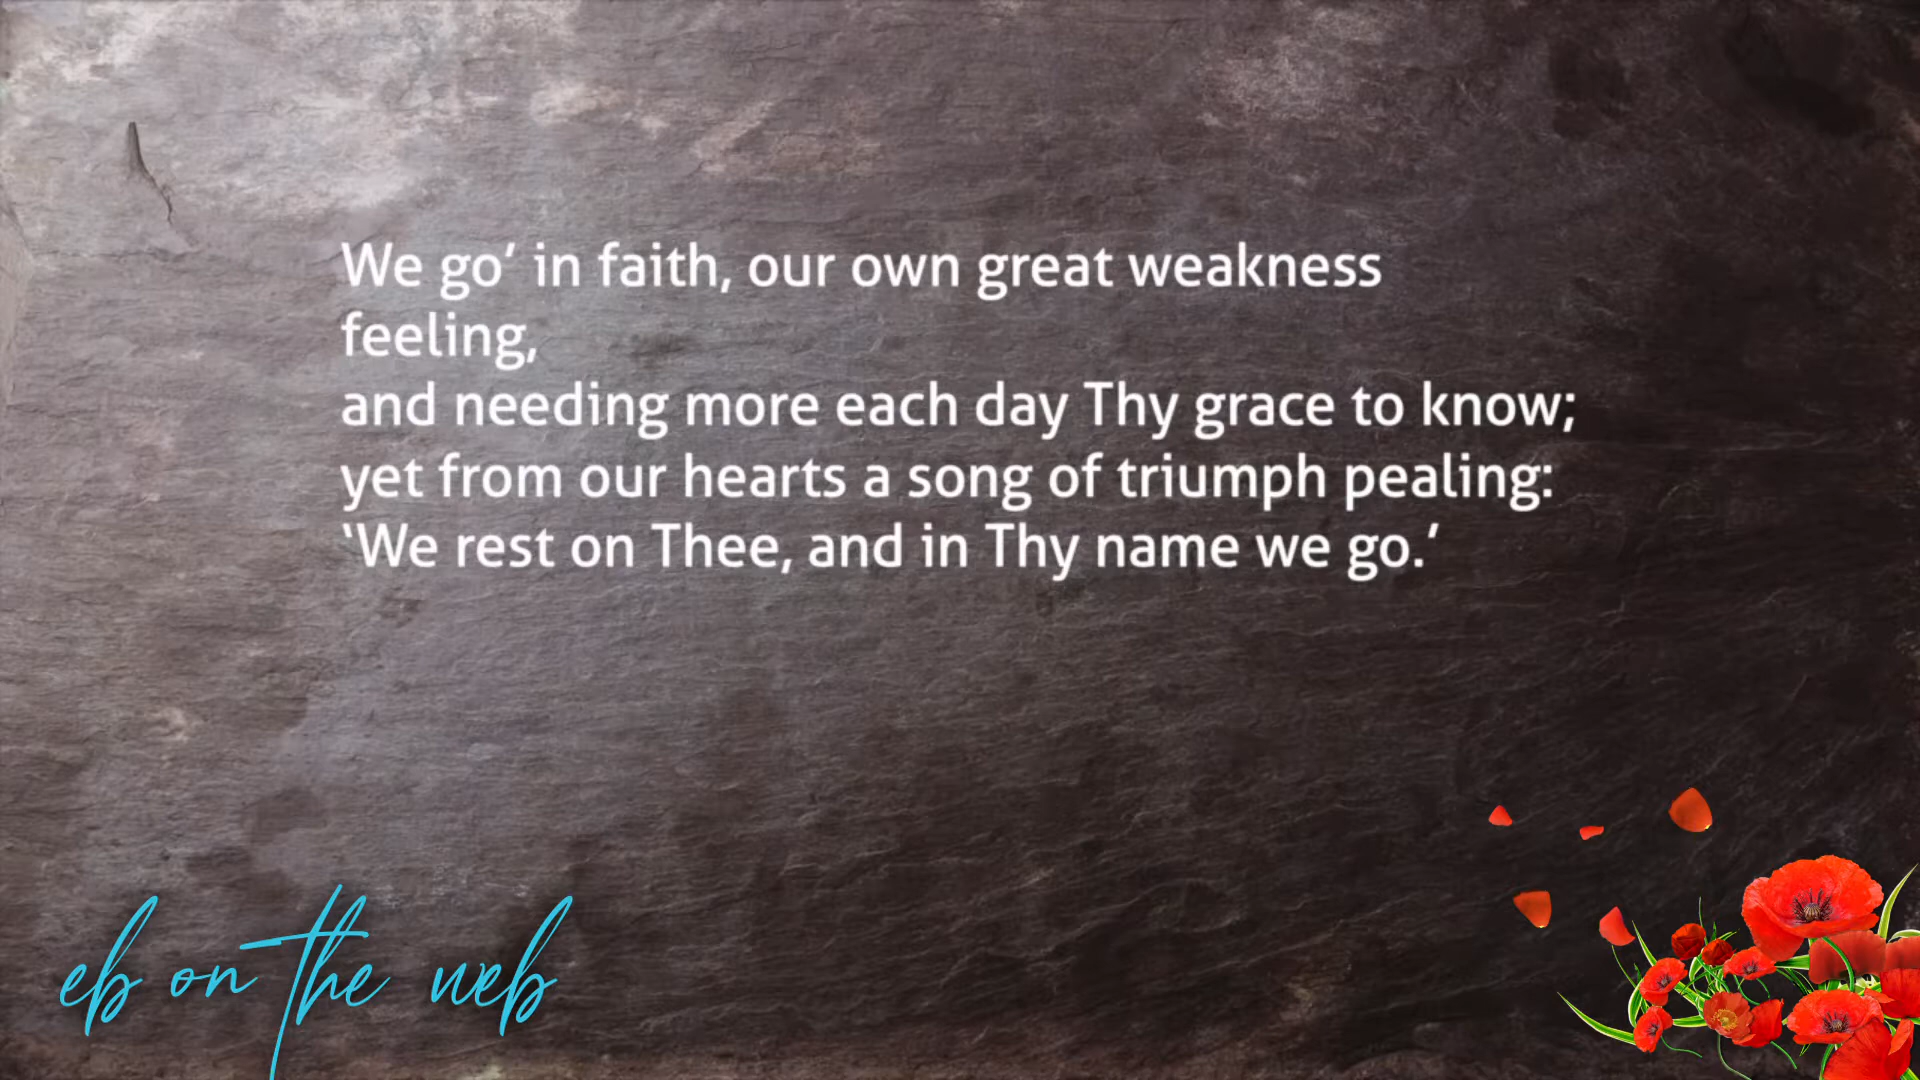 We go’ in faith, our own great weakness
feeling,
and needing more each day Thy grace to know;
yet from our hearts a song of triumph pealing:
‘We rest on Thee, and in Thy name we go.’
eb on the web